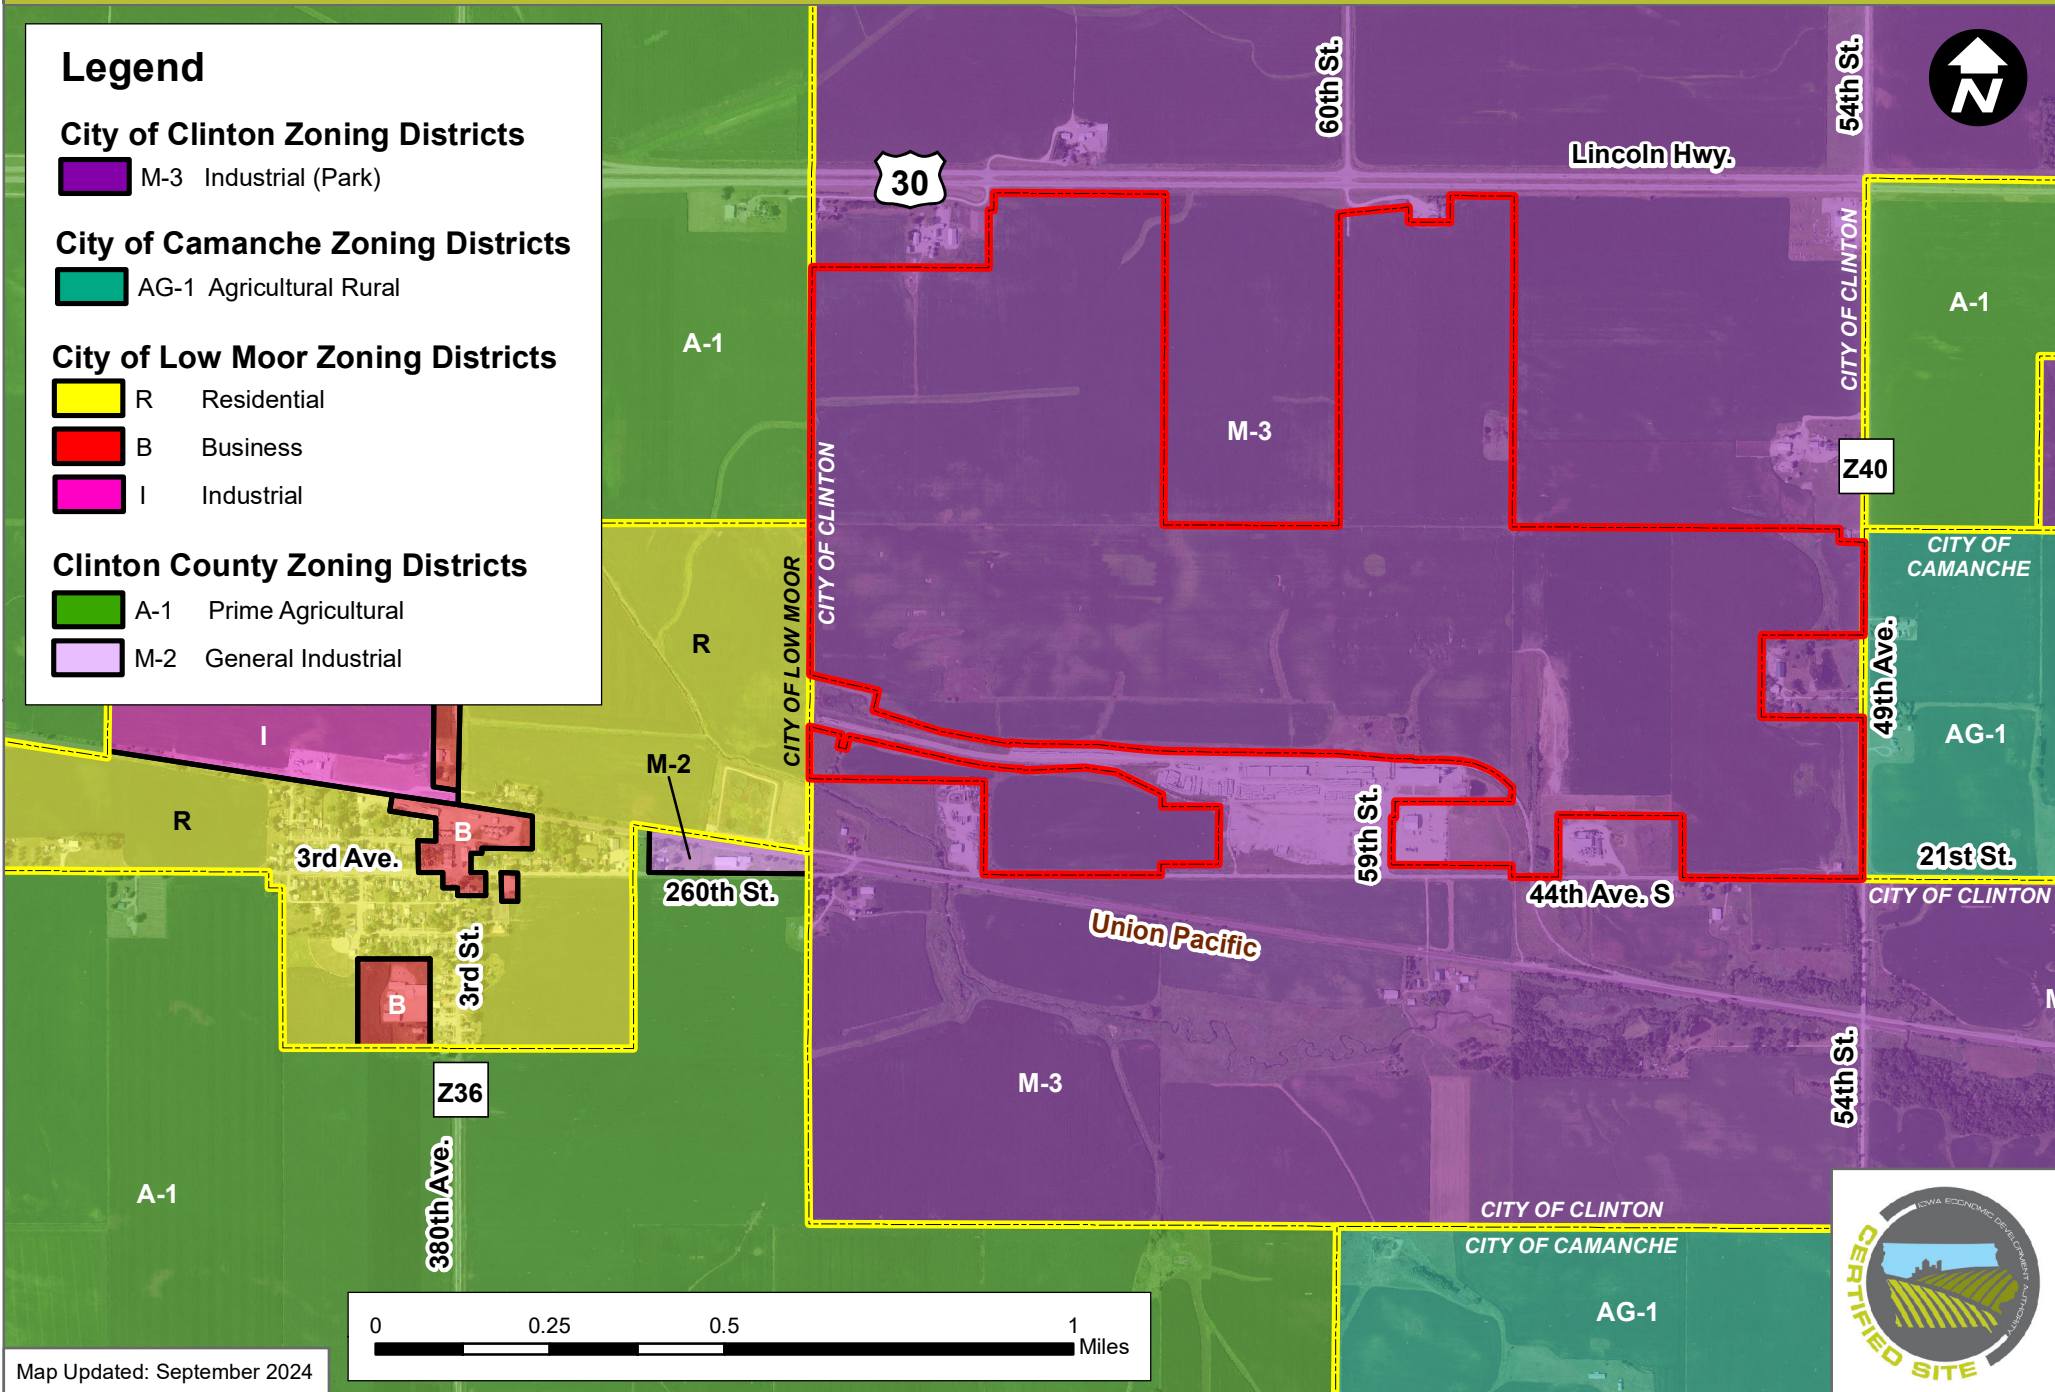 Legend
City of Clinton Zoning Districts
M-3 Industrial (Park)
City of Camanche Zoning Districts
AG-1 Agricultural Rural
City of Low Moor Zoning Districts
R Residential
B Business
I Industrial
Clinton County Zoning Districts
A-1 Prime Agricultural
M-2 General Industrial
60th St.
54th St.
N
Lincoln Hwy.
30
CITY OF CLINTON
A-1
A-1
M-3
Z40
CITY OF CLINTON
CITY OF
CAMANCHE
CITY OF LOW MOOR
R
49th Ave.
AG-1
I
M-2
R
B
3rd Ave.
59th St.
21st St.
260th St.
44th Ave. S
CITY OF CLINTON
Union Pacific
3rd St.
B
M
Z36
M-3
54th St.
380th Ave.
A-1
CITY OF CLINTON
CITY OF CAMANCHE
AG-1
0 0.25 0.5 1
Miles
Map Updated: September 2024
IOWA ECONOMIC DEVELOPMENT AUTHORITY
CERTIFIED SITE